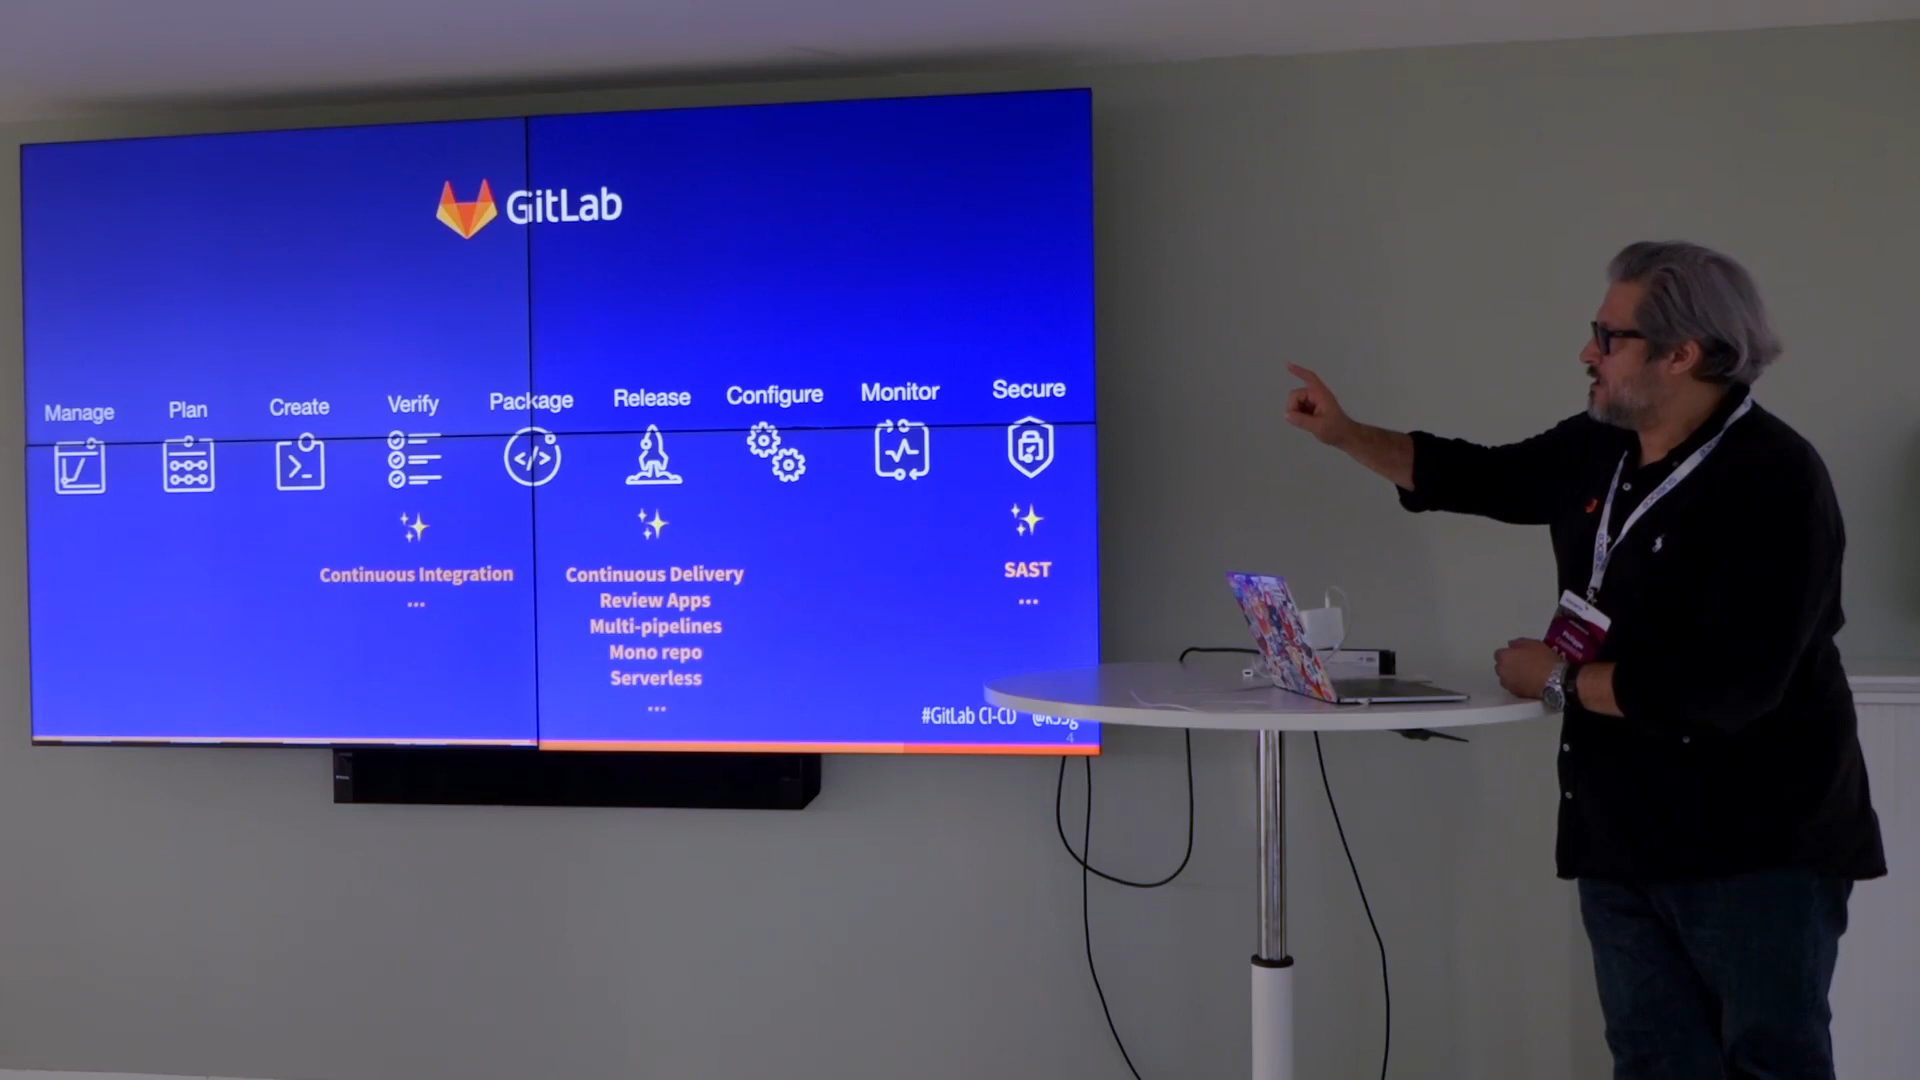 GitLab
Manage Plan Create Verify Package Release Configure Monitor Secure
Continuous Integration
...
Continuous Delivery
Review Apps
Multi-pipelines
Mono repo
Serverless
...
SAST
...
#GitLab CI-CD
4